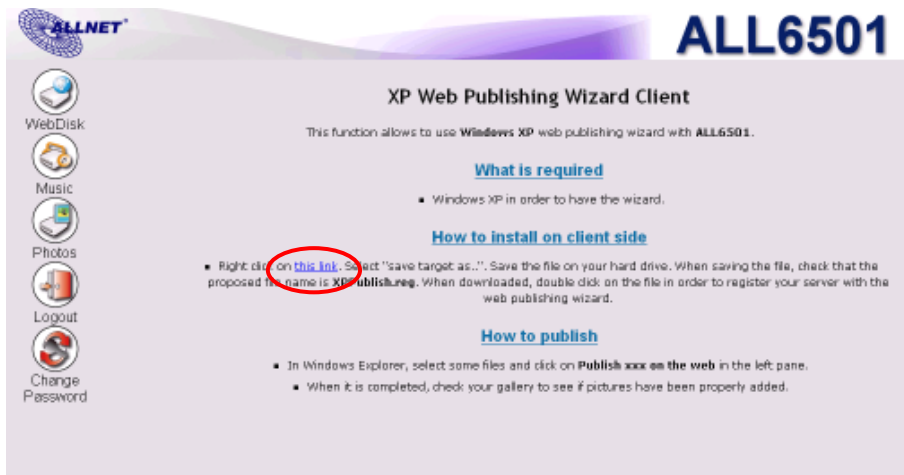 ALLNET
ALL6501
WebDisk
Music
Photos
Logout
Change
Password
XP Web Publishing Wizard Client
This function allows to use Windows XP web publishing wizard with ALL6501.
What is required
▪ Windows XP in order to have the wizard.
How to install on client side
▪ Right click on this link. Select "save target as..". Save the file on your hard drive. When saving the file, check that the
proposed file name is XPPublish.reg. When downloaded, double click on the file in order to register your server with the
web publishing wizard.
How to publish
▪ In Windows Explorer, select some files and click on Publish xxx on the web in the left pane.
▪ When it is completed, check your gallery to see if pictures have been properly added.